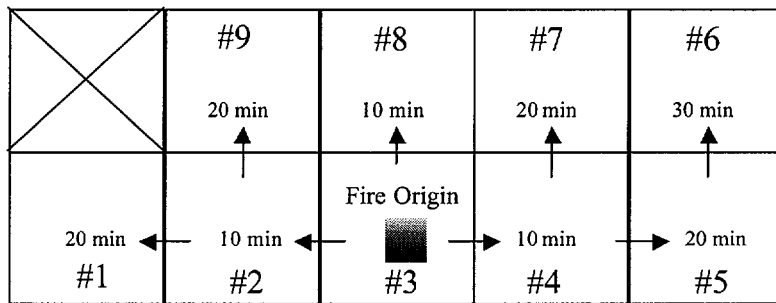 #9 #8 #7 #6
20 min 10 min 20 min 30 min
Fire Origin
20 min 10 min 10 min 20 min
#1 #2 #3 #4 #5